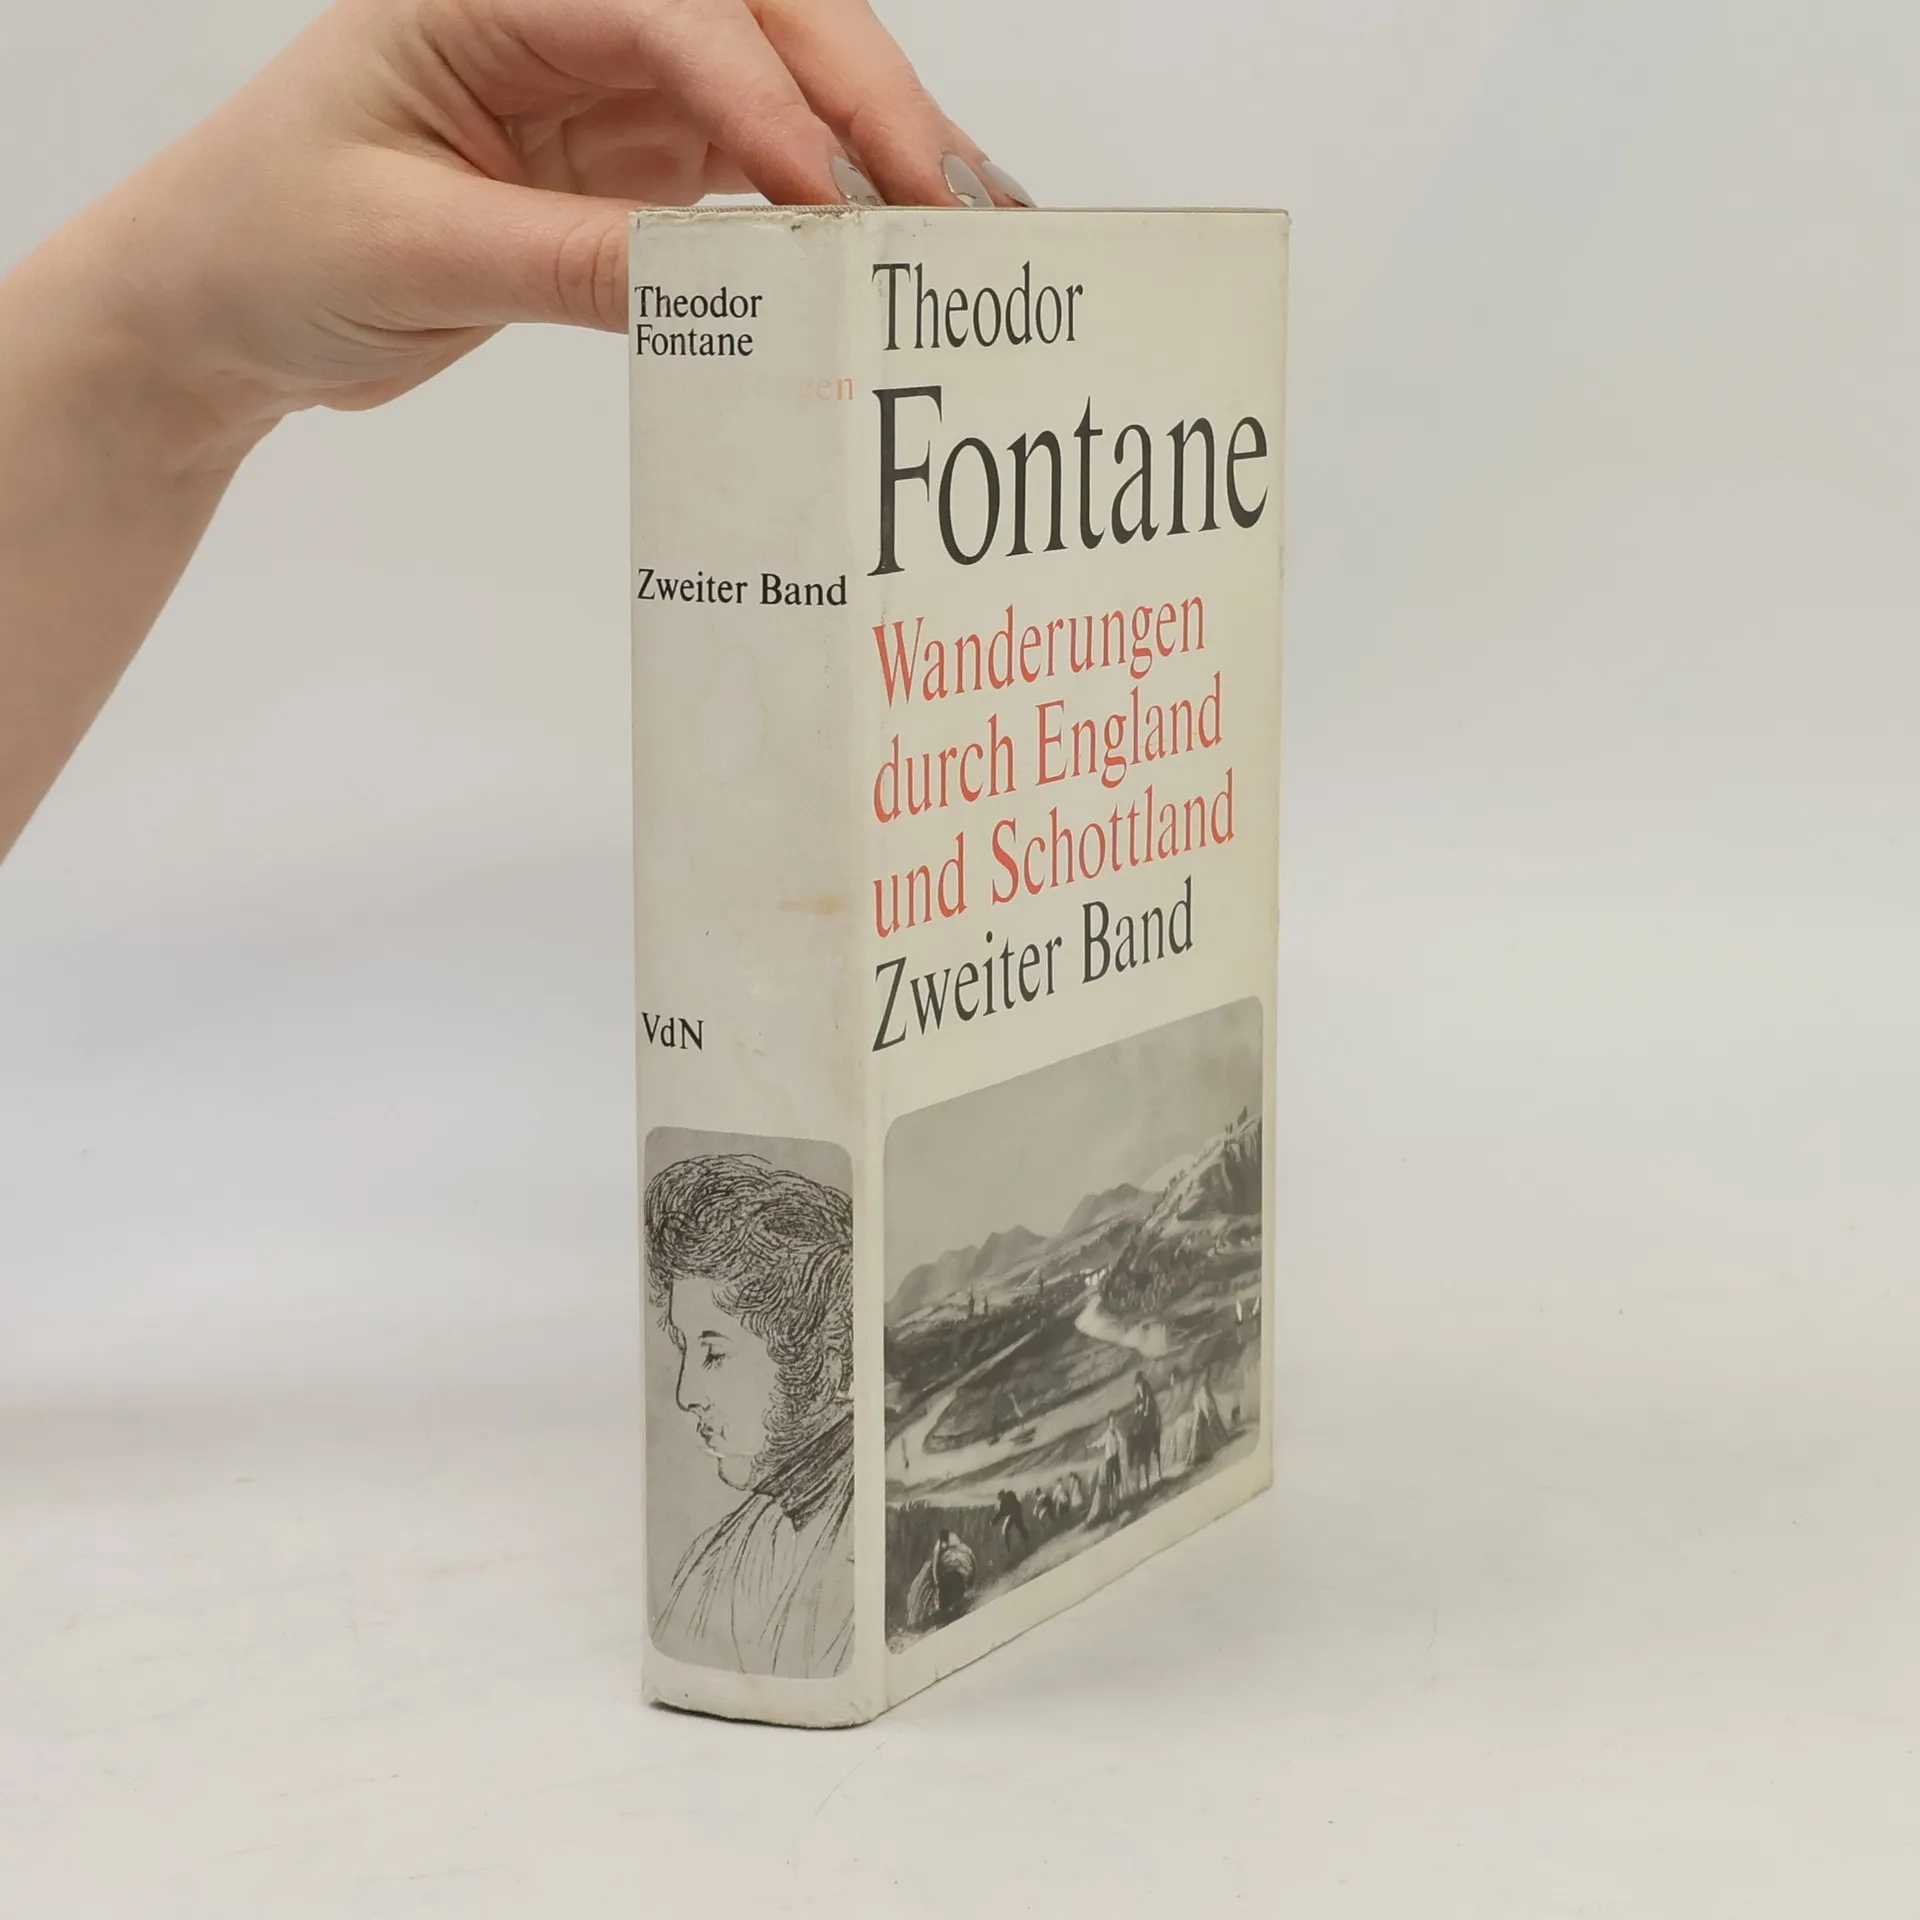 Theodor
Fontane
Zweiter Band
VdN
Theodor
Fontane
Wanderungen
durch England
und Schottland
Zweiter Band